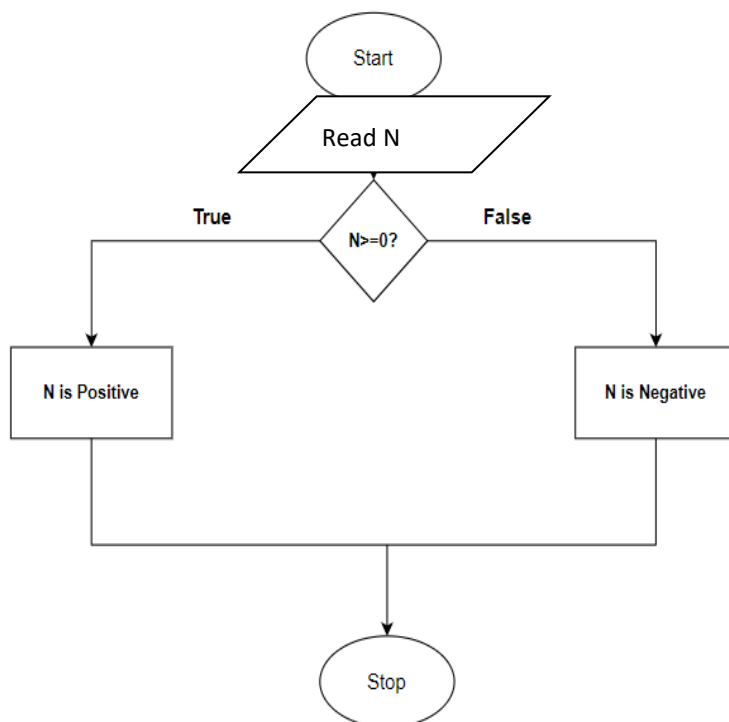 Start
Read N
True
False
N>=0?
N is Positive
N is Negative
Stop